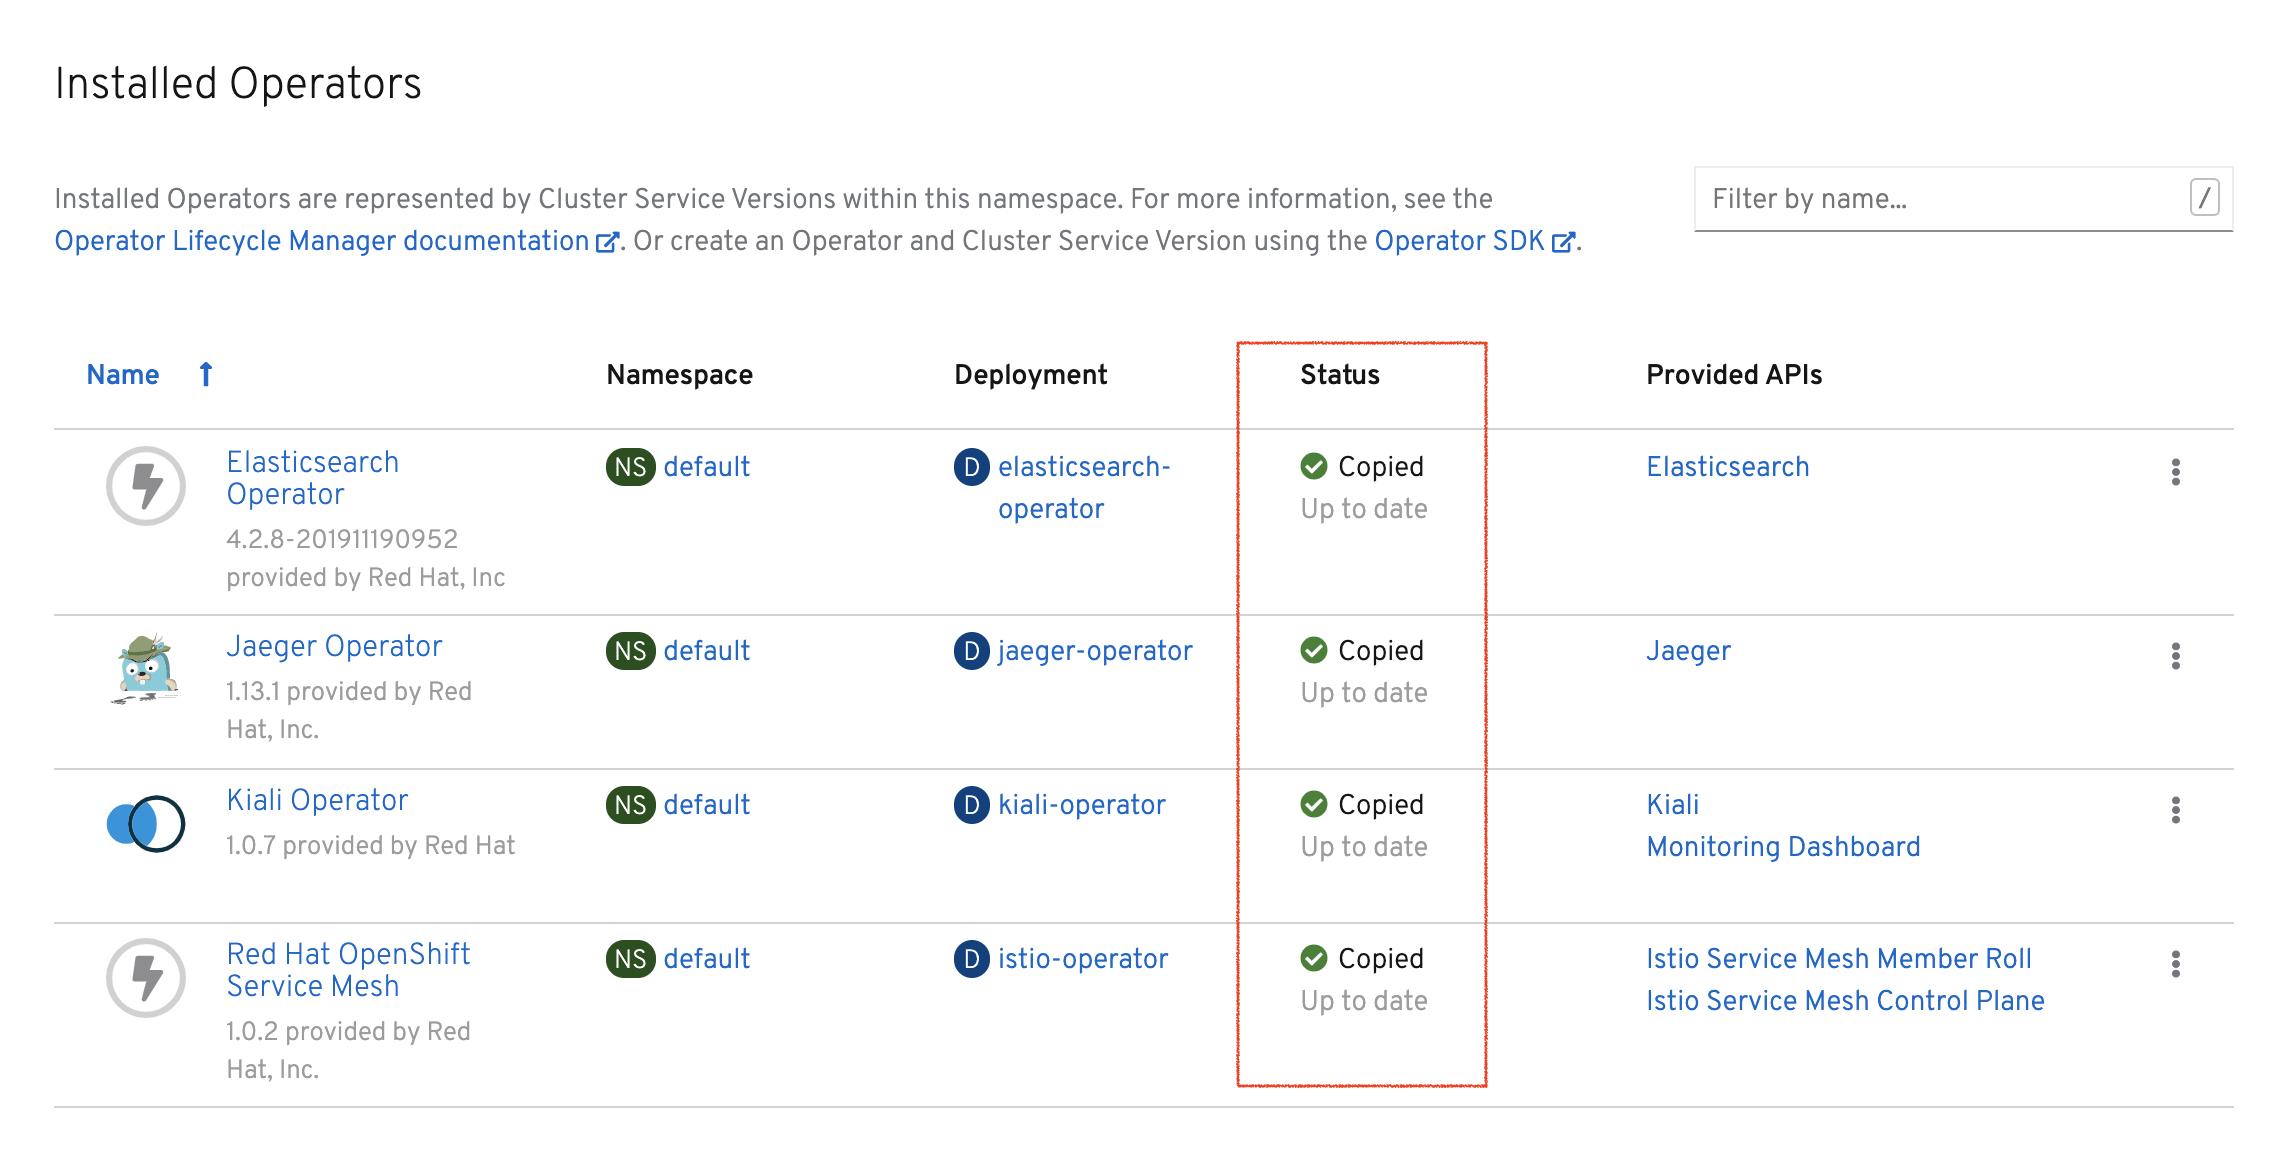 Installed Operators
Installed Operators are represented by Cluster Service Versions within this namespace. For more information, see the
Operator Lifecycle Manager documentation. Or create an Operator and Cluster Service Version using the Operator SDK.
Filter by name...
/
Name Namespace Deployment Status Provided APIs
Elasticsearch
Operator
4.2.8-201911190952
provided by Red Hat, Inc
NS default
D elasticsearch-
operator
Copied
Up to date
Elasticsearch
Jaeger Operator
1.13.1 provided by Red
Hat, Inc.
NS default
D jaeger-operator
Copied
Up to date
Jaeger
Kiali Operator
1.0.7 provided by Red Hat
NS default
D kiali-operator
Copied
Up to date
Kiali
Monitoring Dashboard
Red Hat OpenShift
Service Mesh
1.0.2 provided by Red
Hat, Inc.
NS default
D istio-operator
Copied
Up to date
Istio Service Mesh Member Roll
Istio Service Mesh Control Plane